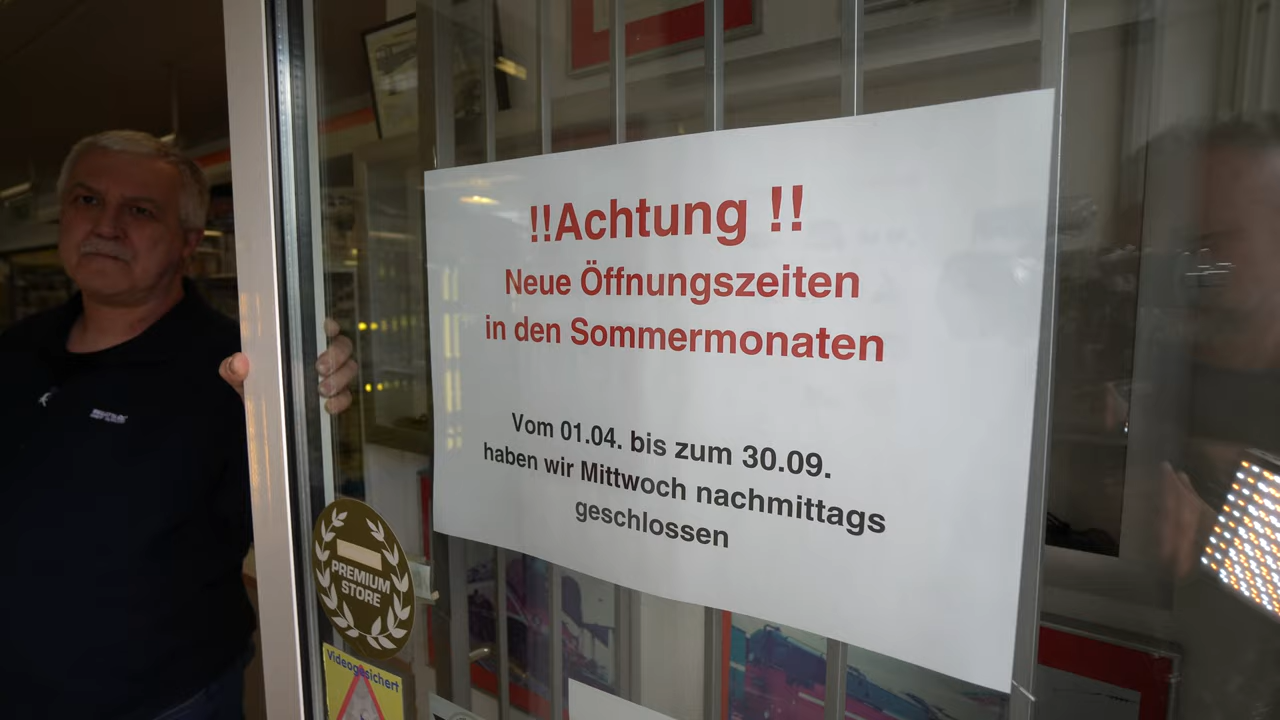 !!Achtung !!
Neue Öffnungszeiten
in den Sommermonaten
Vom 01.04. bis zum 30.09.
haben wir Mittwoch nachmittags
geschlossen
PREMIUM
STORE
Videogesichert